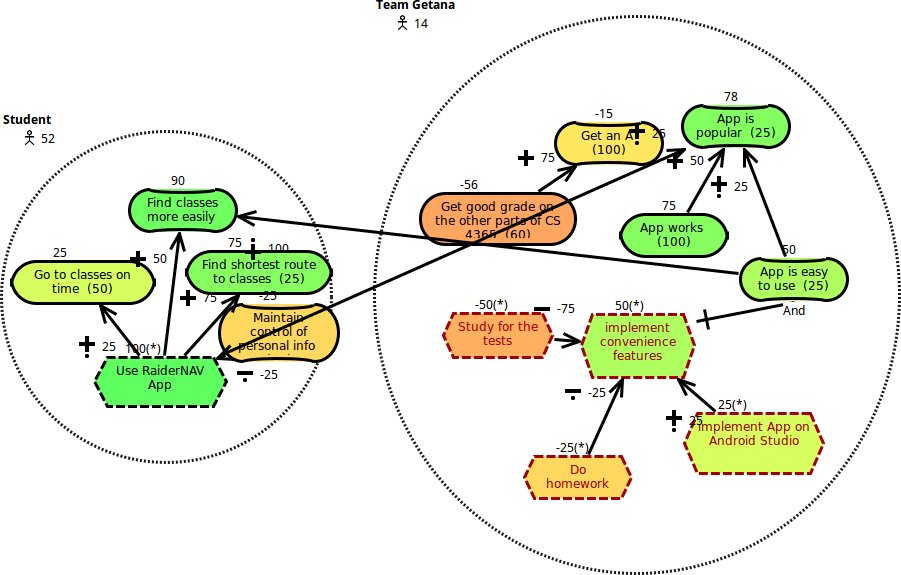 Team Getana
14
Student
52
90
Find classes
more easily
25
Go to classes on
time (50)
50
75
100
Find shortest route
to classes (25)
75
-25
Maintain
control of
personal info
25
100(*)
Use RaiderNAV
App
-25
-15
Get an A
(100)
25
78
App is
popular (25)
75
-56
Get good grade on
the other parts of CS
4365 (60)
50
25
75
App works
(100)
50
App is easy
to use (25)
And
-50(*)
Study for the
tests
-75
50(*)
implement
convenience
features
-25
-25(*)
Do
homework
25(*)
25
implement App on
Android Studio